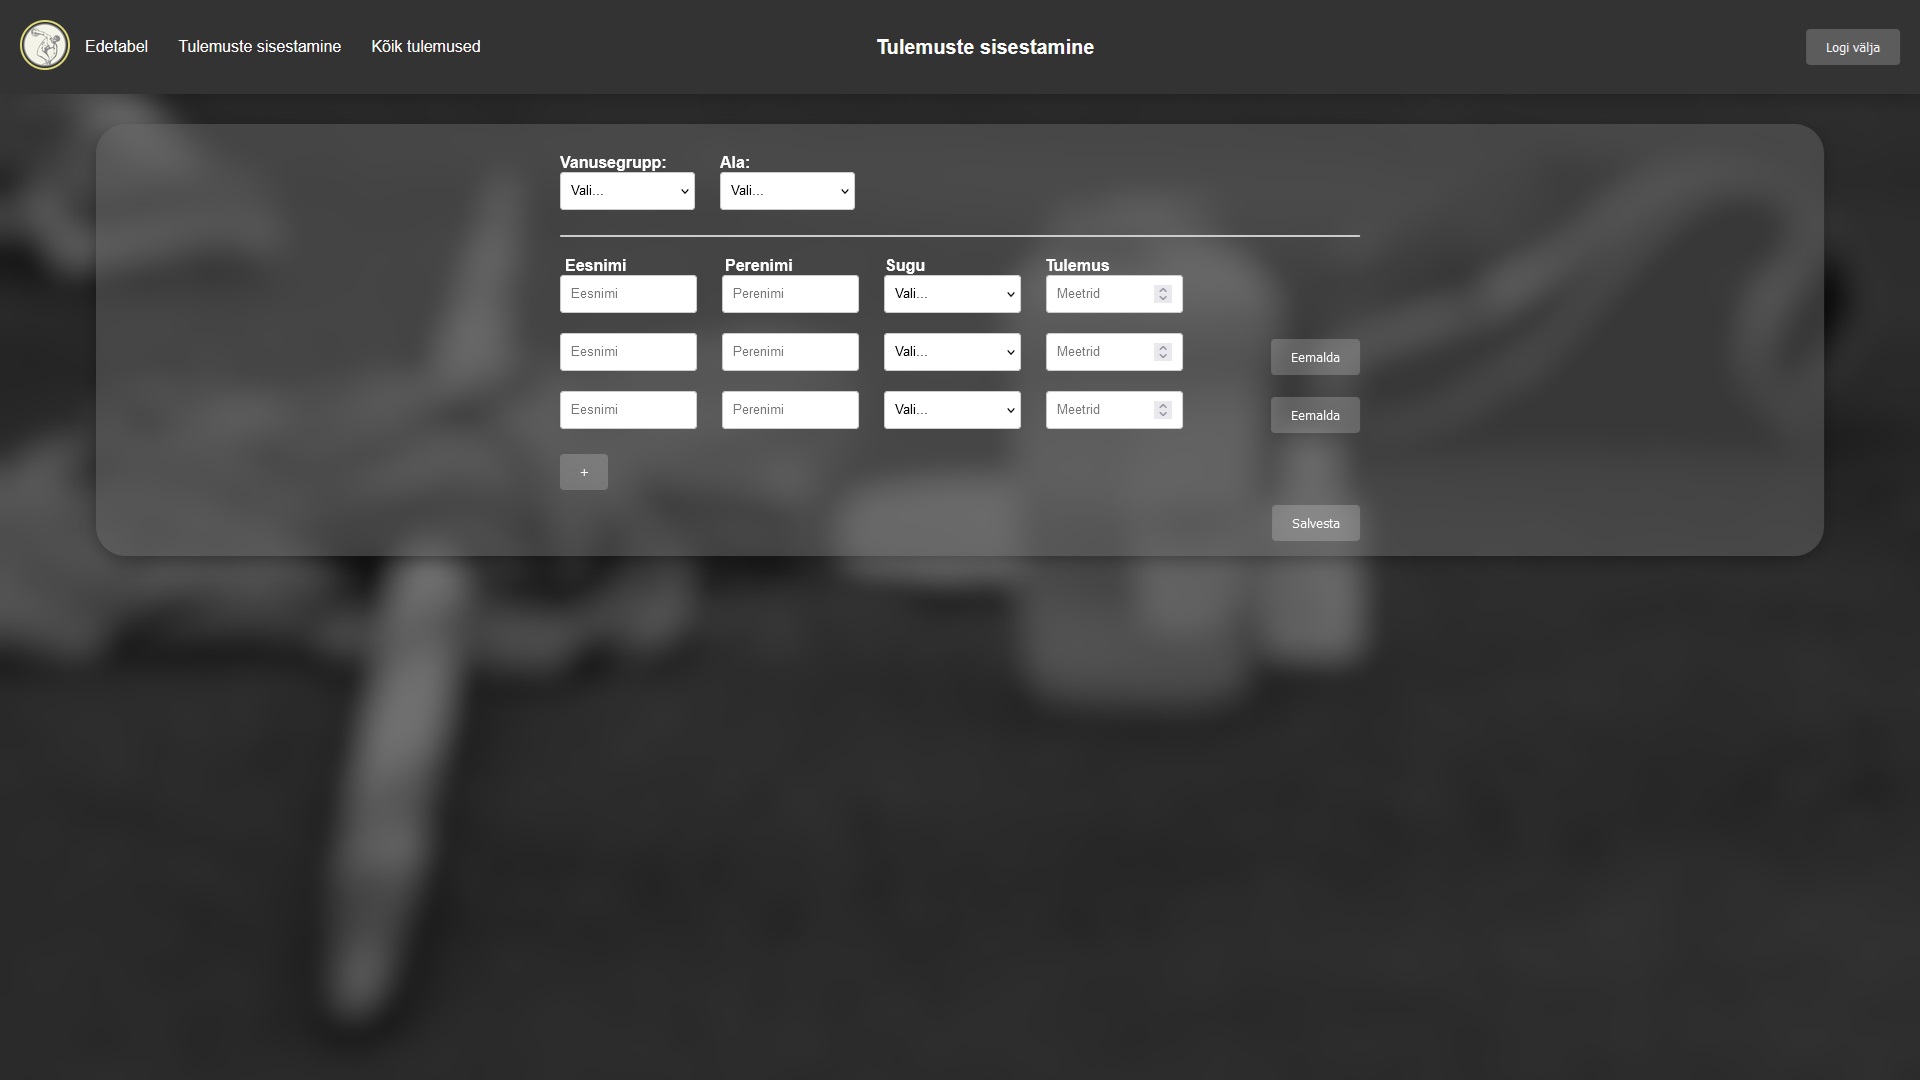 Edetabel Tulemuste sisestamine Kõik tulemused Tulemuste sisestamine Logi välja
Vanusegrupp: Ala:
Vali... Vali...
Eesnimi Perenimi Sugu Tulemus
Eesnimi Perenimi Vali... Meetrid
Eesnimi Perenimi Vali... Meetrid Eemalda
Eesnimi Perenimi Vali... Meetrid Eemalda
+
Salvesta